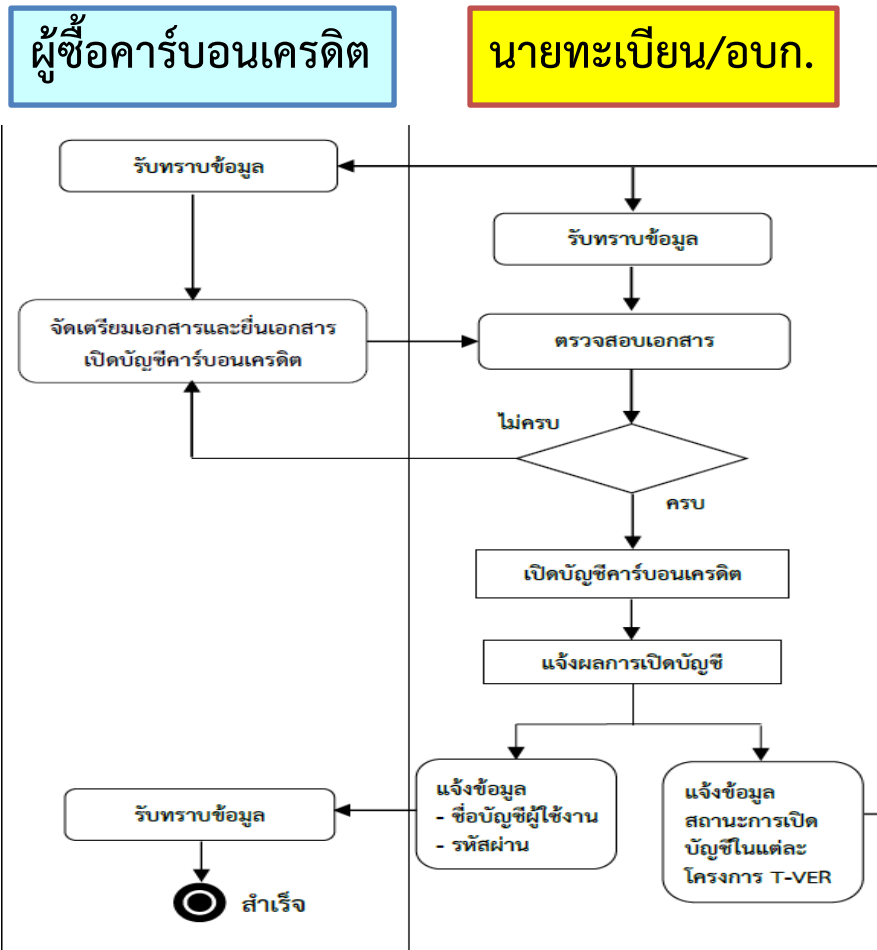 ผู้ซื้อคาร์บอนเครดิต
นายทะเบียน/อบก.
รับทราบข้อมูล
รับทราบข้อมูล
จัดเตรียมเอกสารและยื่นเอกสาร
เปิดบัญชีคาร์บอนเครดิต
ตรวจสอบเอกสาร
ไม่ครบ
ครบ
เปิดบัญชีคาร์บอนเครดิต
แจ้งผลการเปิดบัญชี
แจ้งข้อมูล
- ชื่อบัญชีผู้ใช้งาน
- รหัสผ่าน
แจ้งข้อมูล
สถานะการเปิด
บัญชีในแต่ละ
โครงการ T-VER
รับทราบข้อมูล
สำเร็จ